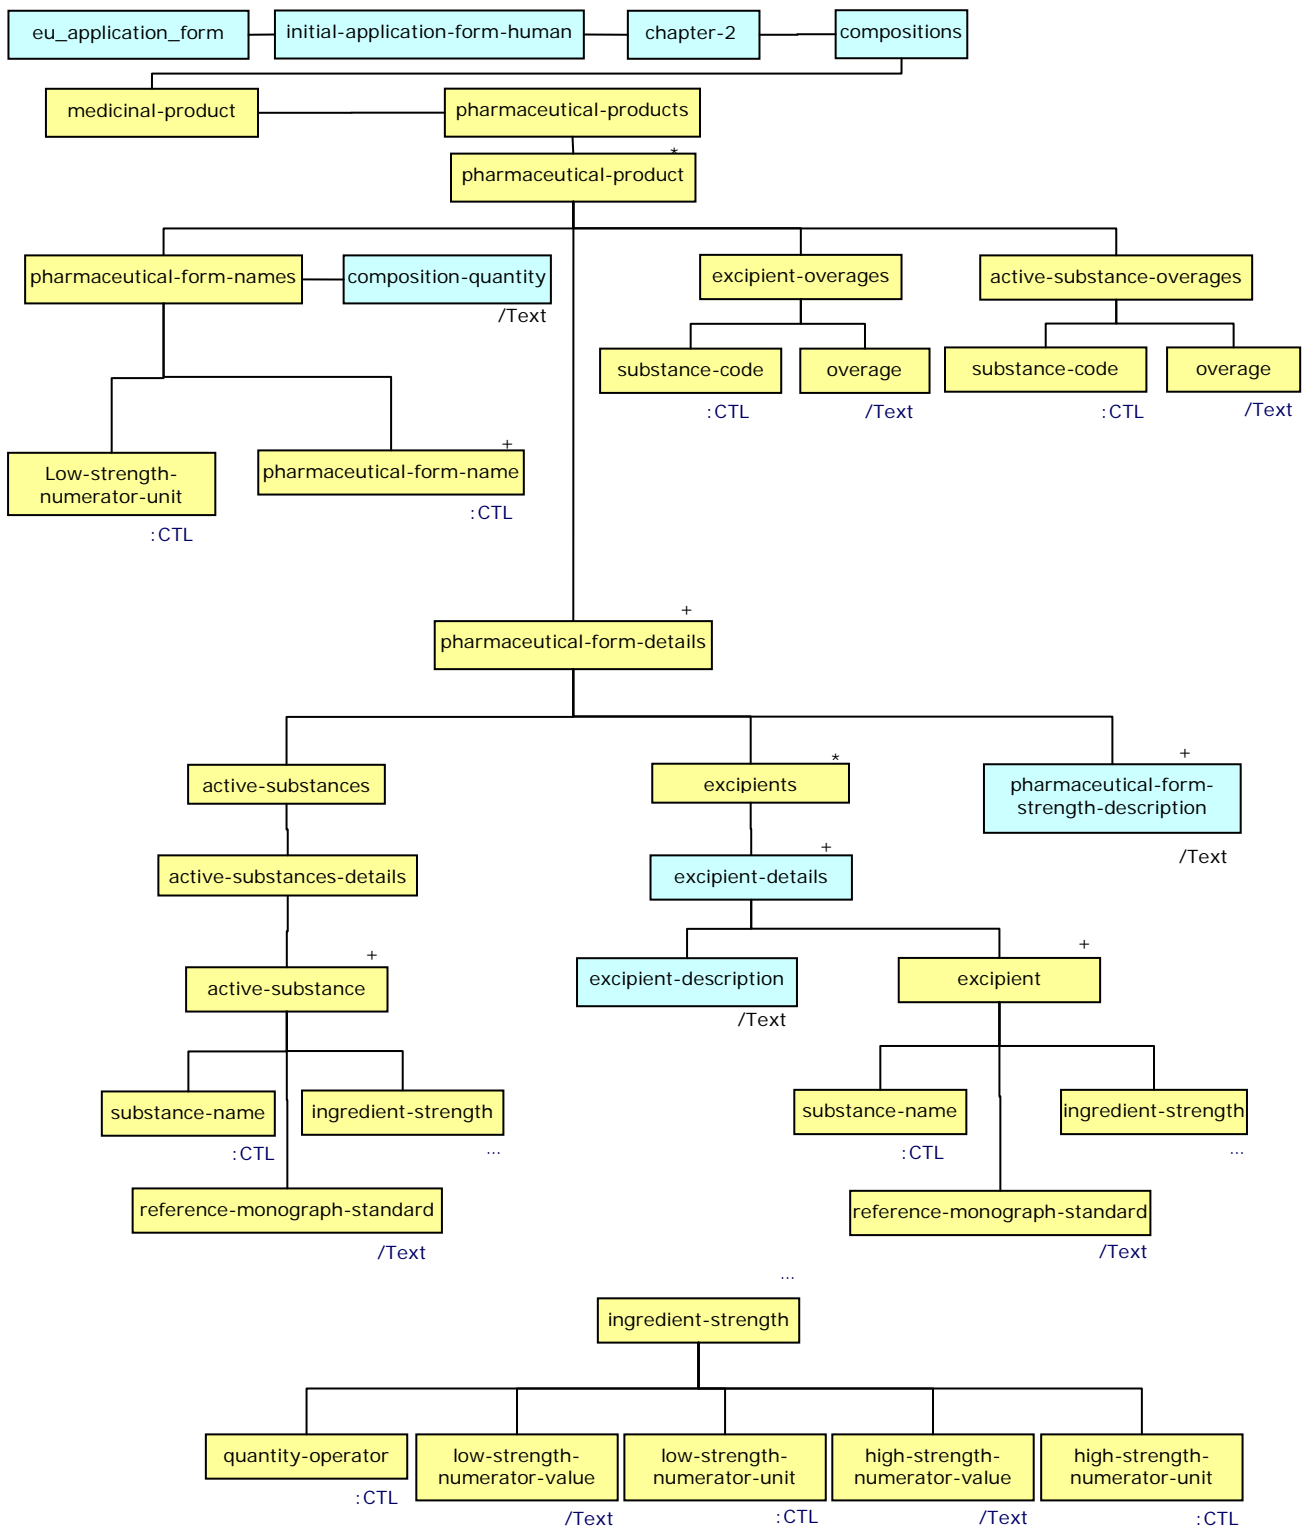 eu_application_form
initial-application-form-human
chapter-2
compositions
medicinal-product
pharmaceutical-products
*
pharmaceutical-product
pharmaceutical-form-names
composition-quantity
/Text
excipient-overages
active-substance-overages
substance-code
:CTL
overage
/Text
substance-code
:CTL
overage
/Text
Low-strength-
numerator-unit
:CTL
+
pharmaceutical-form-name
:CTL
+
pharmaceutical-form-details
active-substances
*
excipients
+
pharmaceutical-form-
strength-description
/Text
active-substances-details
+
excipient-details
+
active-substance
excipient-description
/Text
+
excipient
substance-name
:CTL
ingredient-strength
...
substance-name
:CTL
ingredient-strength
...
reference-monograph-standard
/Text
reference-monograph-standard
/Text
...
ingredient-strength
quantity-operator
:CTL
low-strength-
numerator-value
/Text
low-strength-
numerator-unit
:CTL
high-strength-
numerator-value
/Text
high-strength-
numerator-unit
:CTL